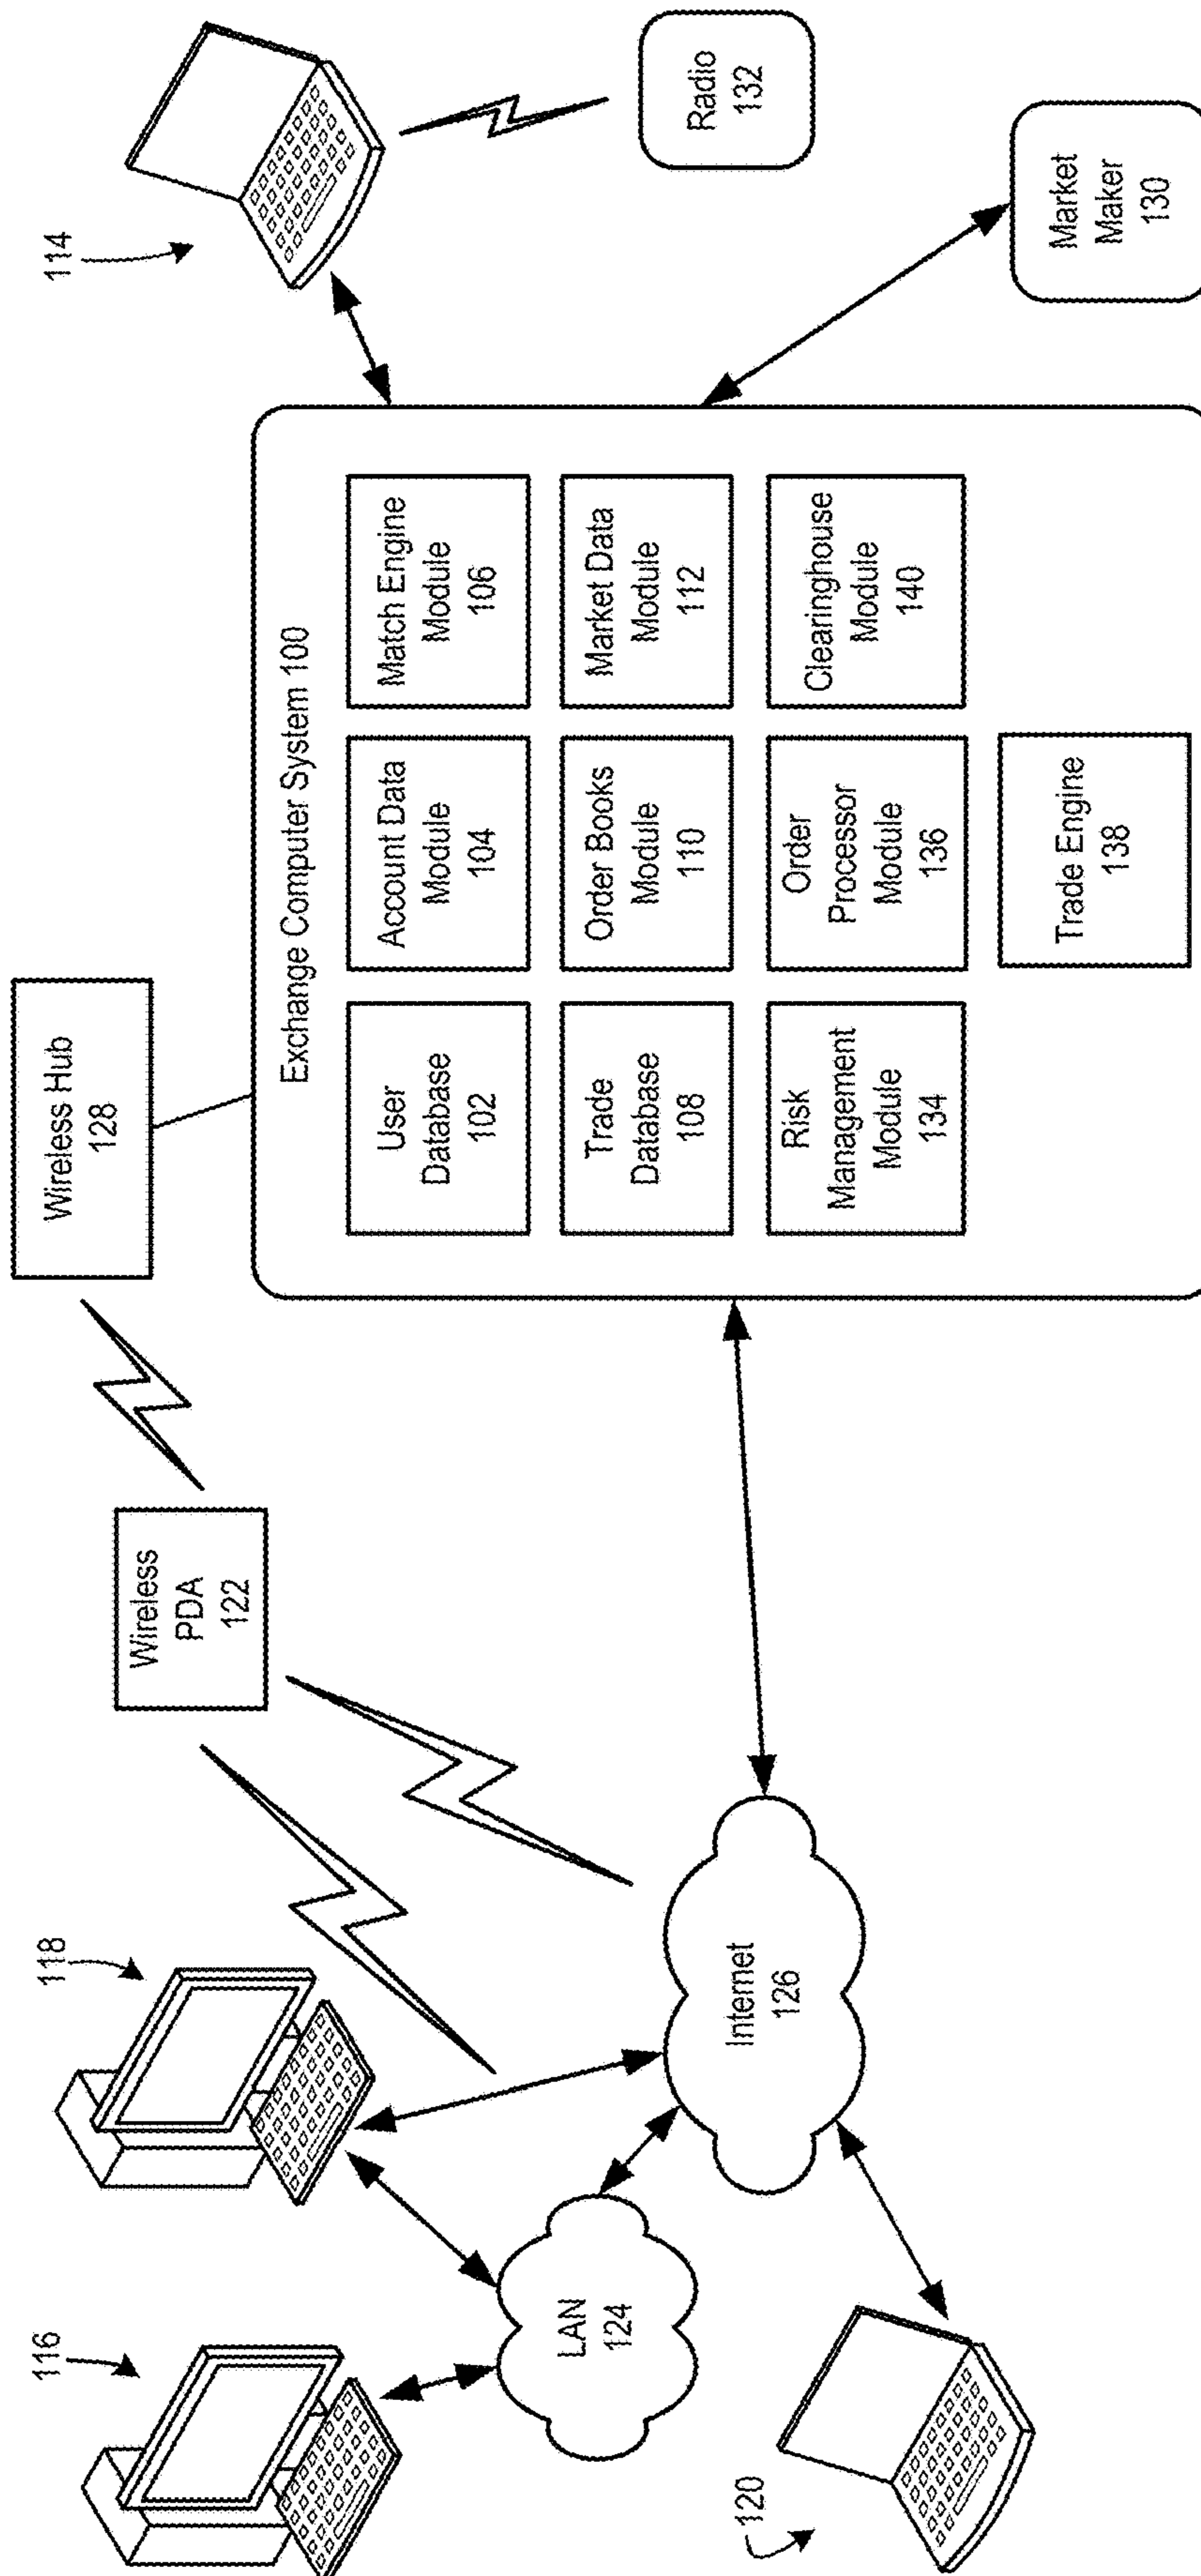 Wireless Hub
128
114
Exchange Computer System 100
User
Database
102
Account Data
Module
104
Match Engine
Module
106
Trade
Database
108
Order Books
Module
110
Market Data
Module
112
Risk
Management
Module
134
Order
Processor
Module
136
Clearinghouse
Module
140
Trade Engine
138
Radio
132
Market
Maker
130
Wireless
PDA
122
116
118
LAN
124
Internet
126
120